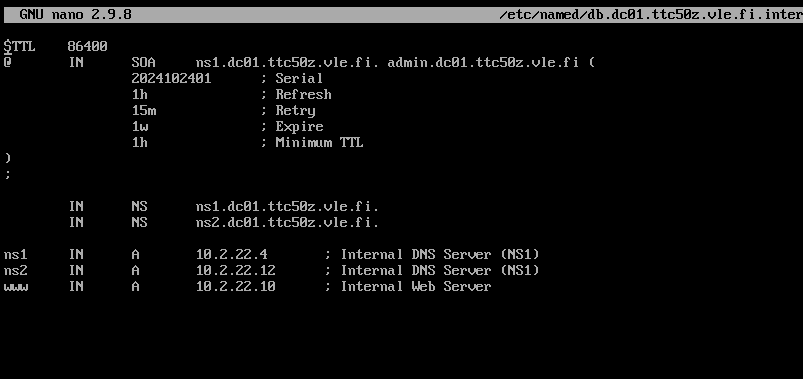 GNU nano 2.9.8 /etc/named/db.dc01.ttc50z.vle.fi.inter
$TTL 86400
@ IN SOA ns1.dc01.ttc50z.vle.fi. admin.dc01.ttc50z.vle.fi (
2024102401 ; Serial
1h ; Refresh
15m ; Retry
1w ; Expire
1h ; Minimum TTL
)
;
IN NS ns1.dc01.ttc50z.vle.fi.
IN NS ns2.dc01.ttc50z.vle.fi.
ns1 IN A 10.2.22.4 ; Internal DNS Server (NS1)
ns2 IN A 10.2.22.12 ; Internal DNS Server (NS1)
www IN A 10.2.22.10 ; Internal Web Server